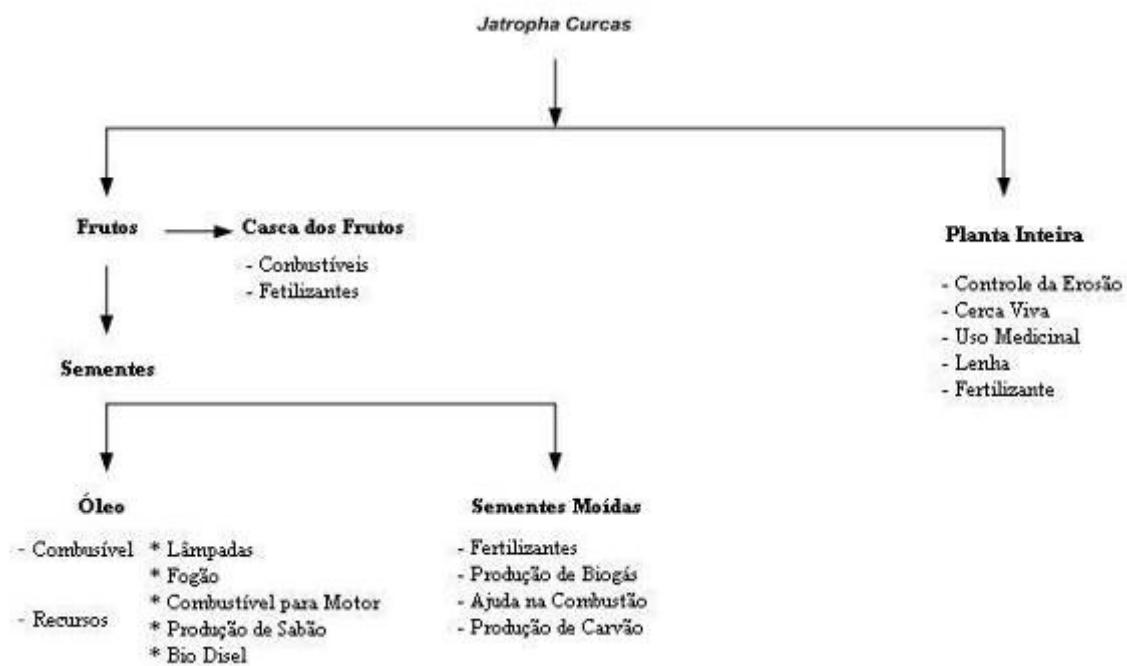 Jatropha Curcas
Frutos
Casca dos Frutos
- Conbustíveis
- Fetilizantes
Planta Inteira
- Controle da Erosão
- Cerca Viva
- Uso Medicinal
- Lenha
- Fertilizante
Sementes
Óleo
- Combusível
* Lâmpadas
* Fogão
* Combustível para Motor
- Recursos
* Produção de Sabão
* Bio Disel
Sementes Moídas
- Fertilizantes
- Produção de Biogás
- Ajuda na Combustão
- Produção de Carvão